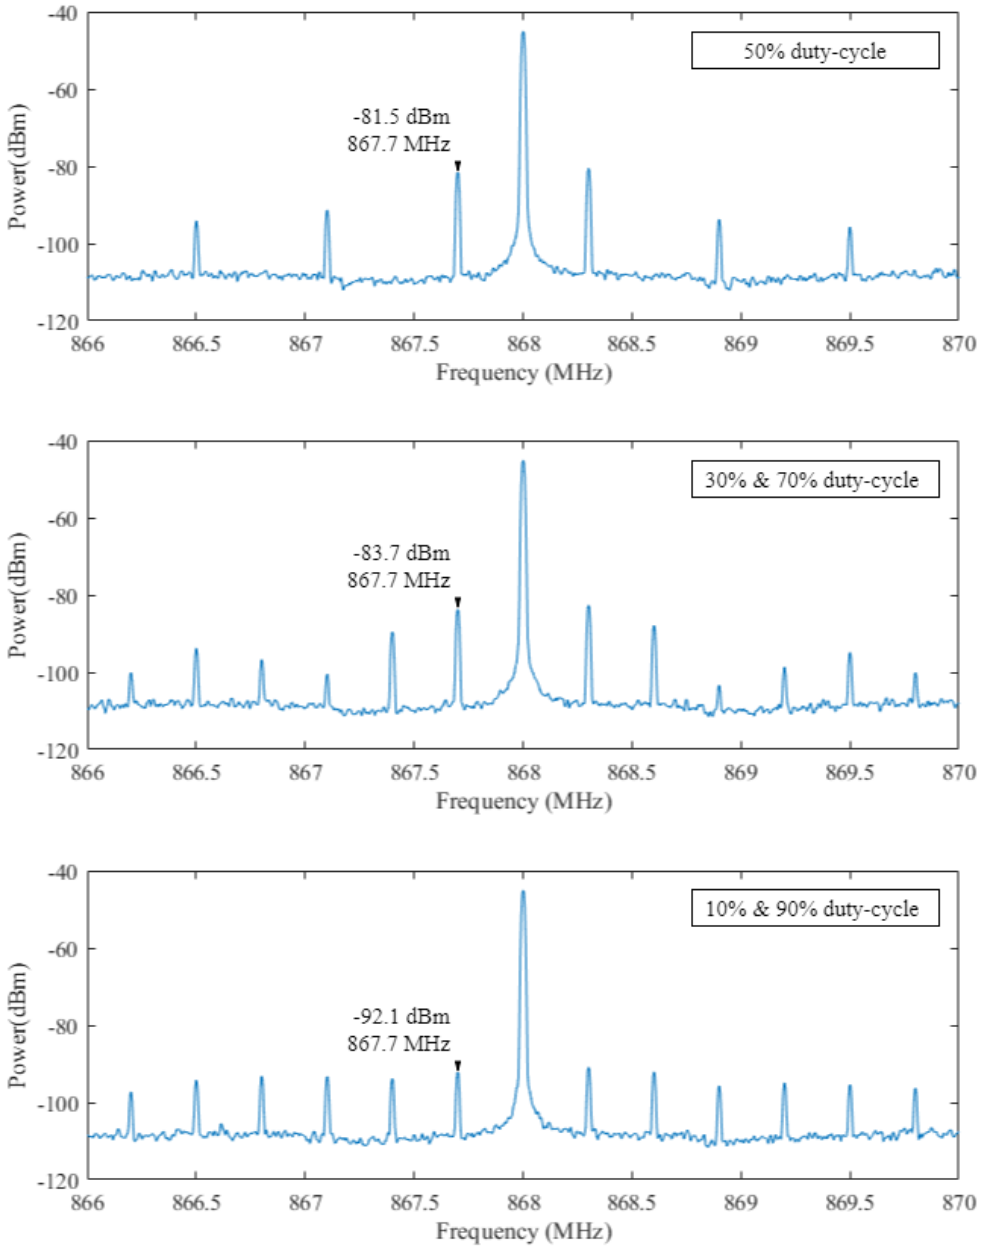 -40
50% duty-cycle
-60
-81.5 dBm
867.7 MHz
-80
-100
-120
Power(dBm)
866 866.5 867 867.5 868 868.5 869 869.5 870
Frequency (MHz)
-40
30% & 70% duty-cycle
-60
-83.7 dBm
867.7 MHz
-80
-100
-120
Power(dBm)
866 866.5 867 867.5 868 868.5 869 869.5 870
Frequency (MHz)
-40
10% & 90% duty-cycle
-60
-92.1 dBm
867.7 MHz
-80
-100
-120
Power(dBm)
866 866.5 867 867.5 868 868.5 869 869.5 870
Frequency (MHz)